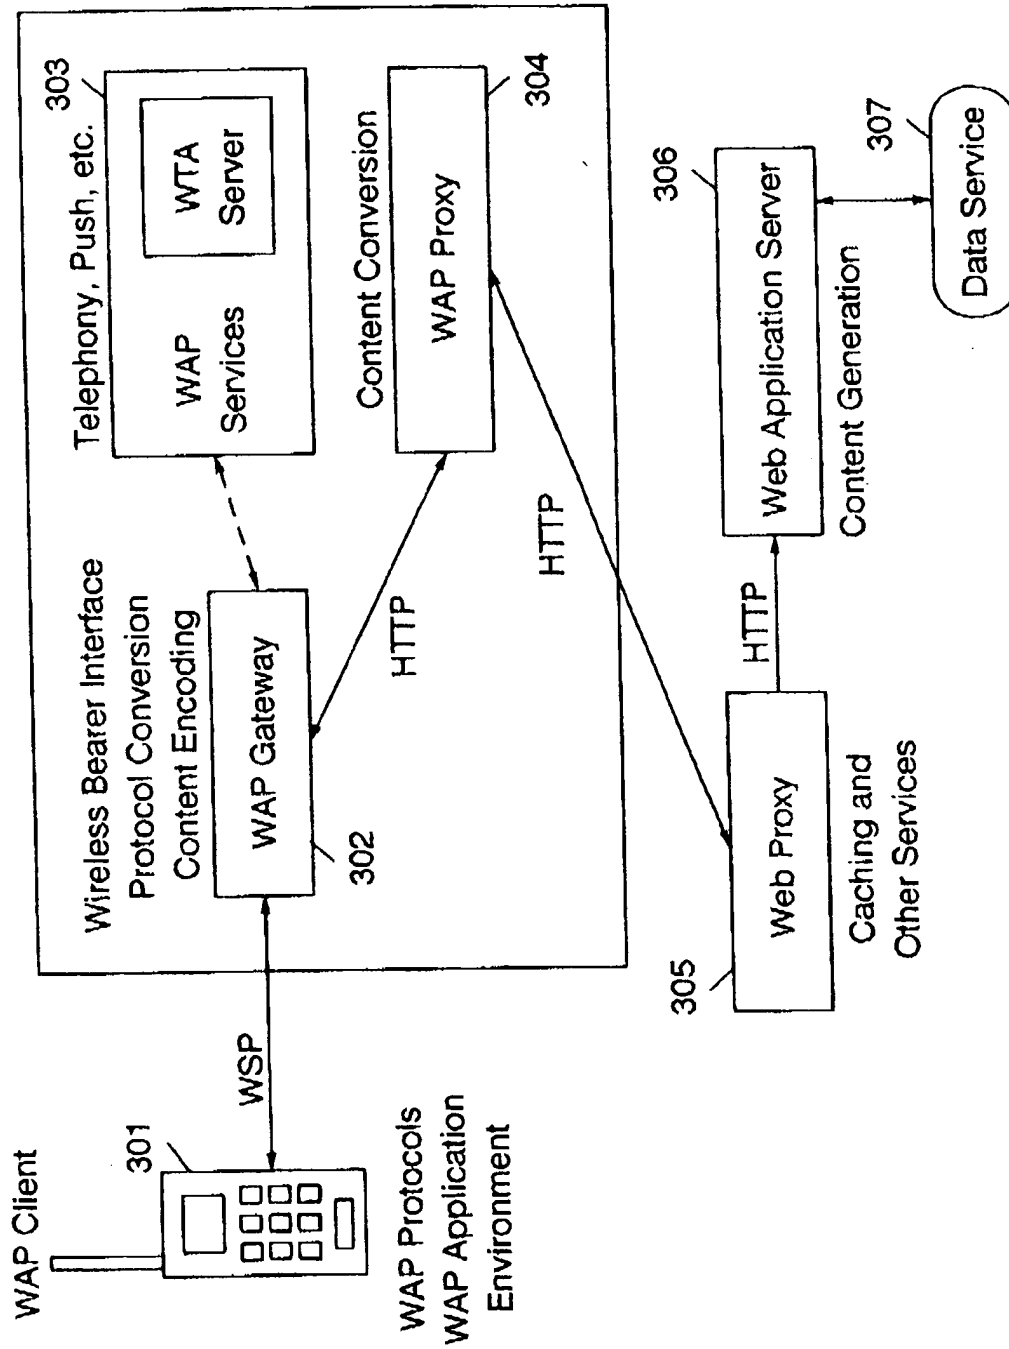 WAP Client
301
WAP Protocols
WAP Application
Environment
WSP
Wireless Bearer Interface
Protocol Conversion
Content Encoding
WAP Gateway
302
Telephony, Push, etc.
303
WAP
Services
WTA
Server
HTTP
Content Conversion
WAP Proxy
304
HTTP
305
Web Proxy
Caching and
Other Services
HTTP
306
Web Application Server
Content Generation
307
Data Service